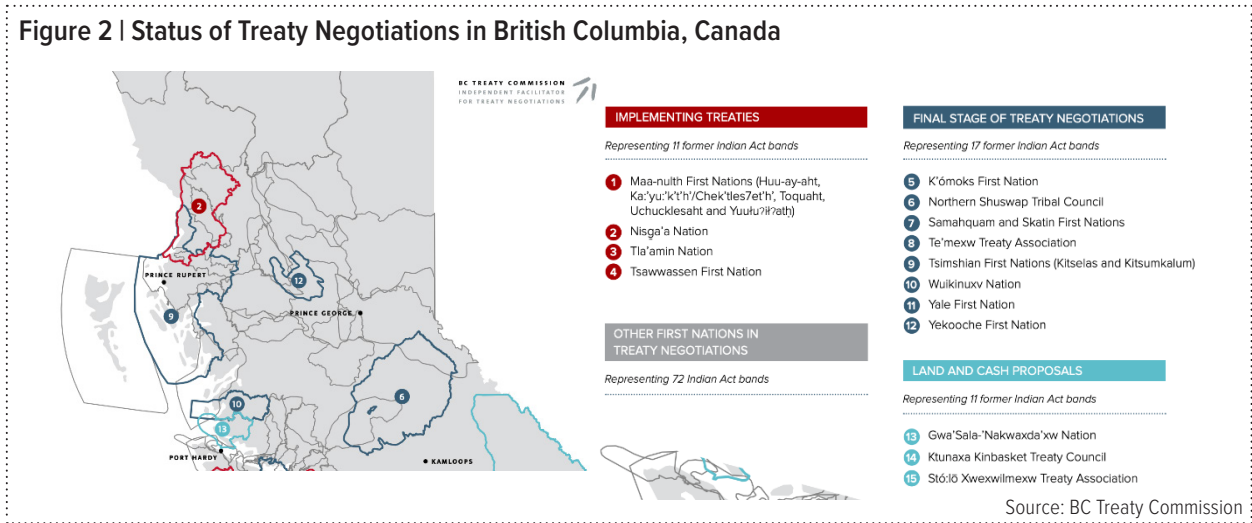 Figure 2 | Status of Treaty Negotiations in British Columbia, Canada
BC TREATY COMMISSION
INDEPENDENT FACILITATOR
FOR TREATY NEGOTIATIONS
2
PRINCE RUPERT
12
PRINCE GEORGE
9
6
10
13
PORT HARDY
KAMLOOPS
IMPLEMENTING TREATIES
Representing 11 former Indian Act bands
1 Maa-nulth First Nations (Huu-ay-aht,
Ka:'yu:'k't'h'/Chek'tles7et'h', Toquaht,
Uchucklesaht and Yuułuʔiłʔatḥ)
2 Nisg̱a'a Nation
3 Tla'amin Nation
4 Tsawwassen First Nation
OTHER FIRST NATIONS IN
TREATY NEGOTIATIONS
Representing 72 Indian Act bands
FINAL STAGE OF TREATY NEGOTIATIONS
Representing 17 former Indian Act bands
5 K'ómoks First Nation
6 Northern Shuswap Tribal Council
7 Samahquam and Skatin First Nations
8 Te'mexw Treaty Association
9 Tsimshian First Nations (Kitselas and Kitsumkalum)
10 Wuikinuxv Nation
11 Yale First Nation
12 Yekooche First Nation
LAND AND CASH PROPOSALS
Representing 11 former Indian Act bands
13 Gwa'Sala-'Nakwaxda'xw Nation
14 Ktunaxa Kinbasket Treaty Council
15 Stó:lō Xwexwilmexw Treaty Association
Source: BC Treaty Commission